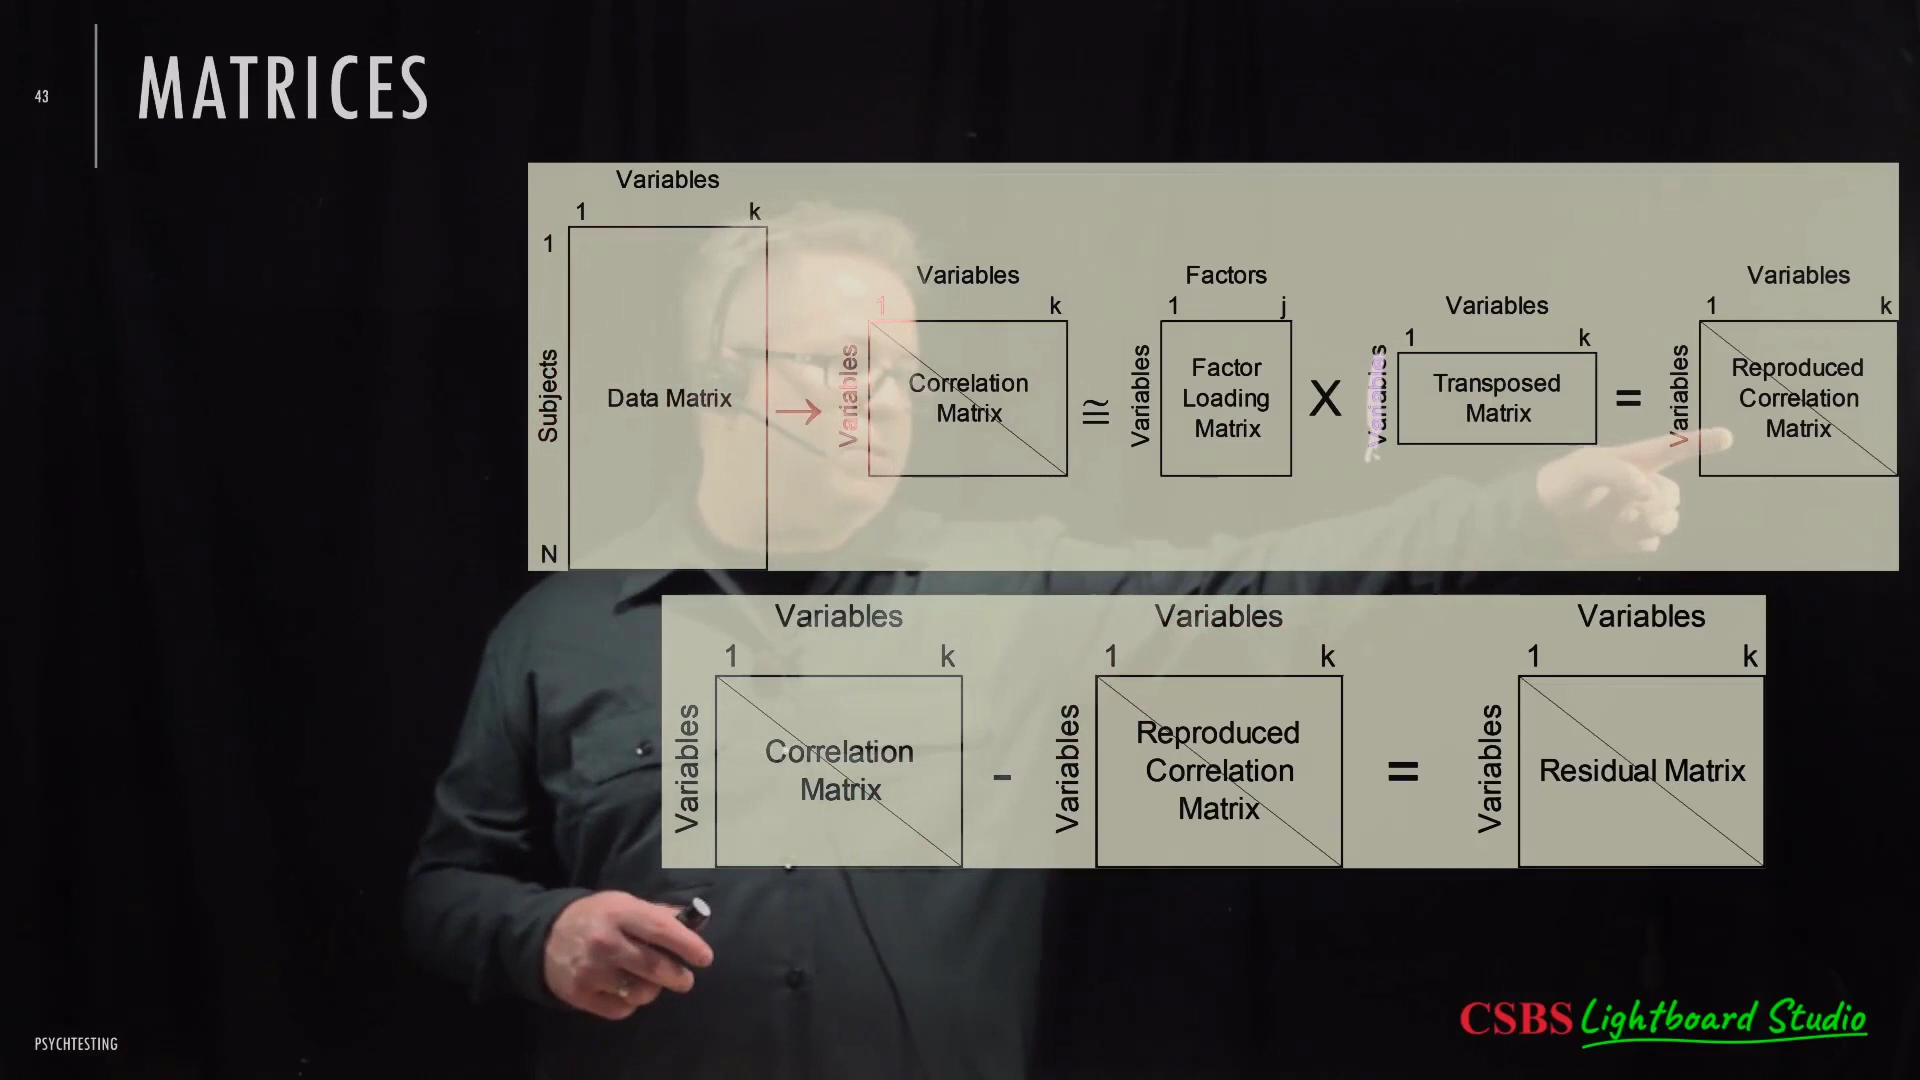 43
MATRICES
Variables
1 k
1
Subjects
N
Data Matrix
→
Variables
1 k
Variables
Correlation
Matrix
≅
Factors
1 j
Variables
Factor
Loading
Matrix
X
Variables
1 k
Variables
Transposed
Matrix
=
Variables
1 k
Variables
Reproduced
Correlation
Matrix
Variables
1 k
Variables
Correlation
Matrix
-
Variables
1 k
Variables
Reproduced
Correlation
Matrix
=
Variables
1 k
Variables
Residual Matrix
PSYCHTESTING
CSBS Lightboard Studio